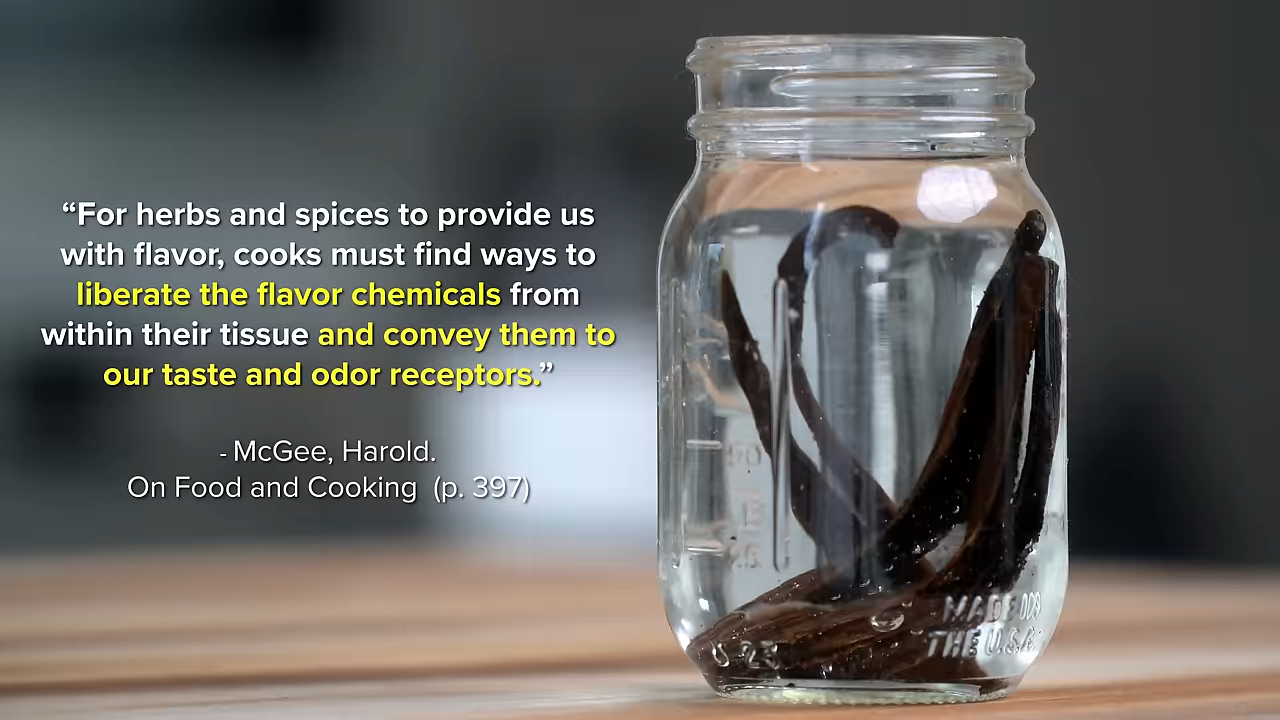 “For herbs and spices to provide us
with flavor, cooks must find ways to
liberate the flavor chemicals from
within their tissue and convey them to
our taste and odor receptors.”
- McGee, Harold.
On Food and Cooking (p. 397)
MADE
THE U.S.A.